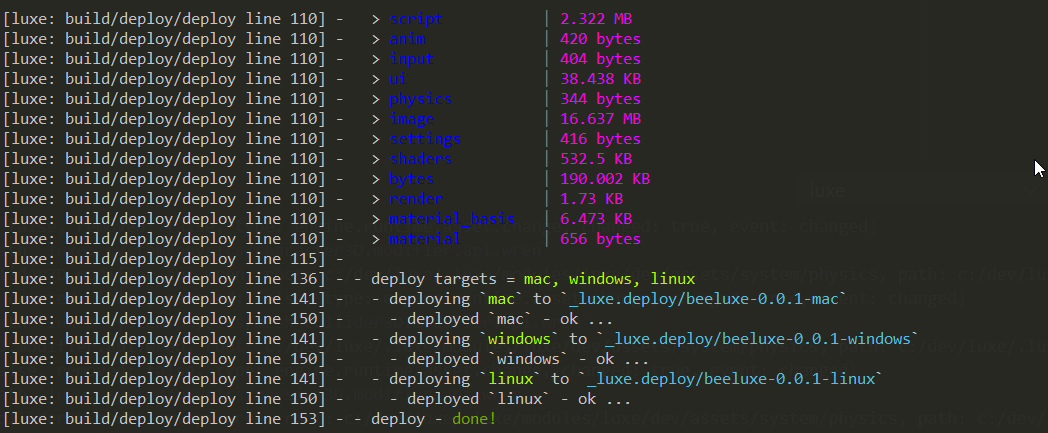 [luxe: build/deploy/deploy line 110] -   > script | 2.322 MB
[luxe: build/deploy/deploy line 110] -   > anim | 420 bytes
[luxe: build/deploy/deploy line 110] -   > input | 404 bytes
[luxe: build/deploy/deploy line 110] -   > ui | 38.438 KB
[luxe: build/deploy/deploy line 110] -   > physics | 344 bytes
[luxe: build/deploy/deploy line 110] -   > image | 16.637 MB
[luxe: build/deploy/deploy line 110] -   > settings | 416 bytes
[luxe: build/deploy/deploy line 110] -   > shaders | 532.5 KB
[luxe: build/deploy/deploy line 110] -   > bytes | 190.002 KB
[luxe: build/deploy/deploy line 110] -   > render | 1.73 KB
[luxe: build/deploy/deploy line 110] -   > material_basis | 6.473 KB
[luxe: build/deploy/deploy line 110] -   > material | 656 bytes
[luxe: build/deploy/deploy line 115] -
[luxe: build/deploy/deploy line 136] - - deploy targets = mac, windows, linux
[luxe: build/deploy/deploy line 141] -   - deploying `mac` to `_luxe.deploy/beeluxe-0.0.1-mac`
[luxe: build/deploy/deploy line 150] -     - deployed `mac` - ok ...
[luxe: build/deploy/deploy line 141] -   - deploying `windows` to `_luxe.deploy/beeluxe-0.0.1-windows`
[luxe: build/deploy/deploy line 150] -     - deployed `windows` - ok ...
[luxe: build/deploy/deploy line 141] -   - deploying `linux` to `_luxe.deploy/beeluxe-0.0.1-linux`
[luxe: build/deploy/deploy line 150] -     - deployed `linux` - ok ...
[luxe: build/deploy/deploy line 153] - - deploy - done!